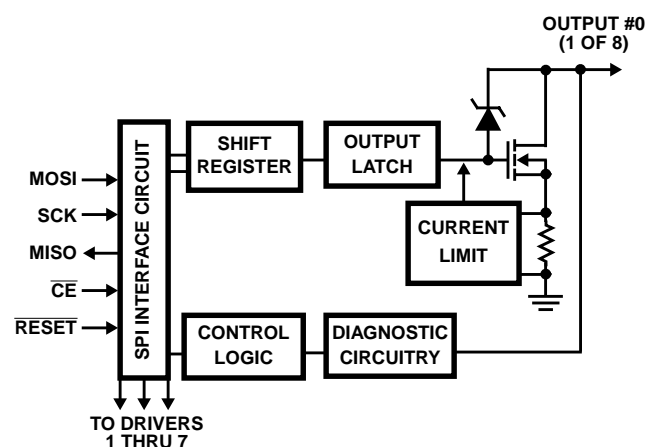 OUTPUT #0
(1 OF 8)
SHIFT
REGISTER
OUTPUT
LATCH
SPI INTERFACE CIRCUIT
MOSI
SCK
MISO
CE
RESET
CURRENT
LIMIT
CONTROL
LOGIC
DIAGNOSTIC
CIRCUITRY
TO DRIVERS
1 THRU 7